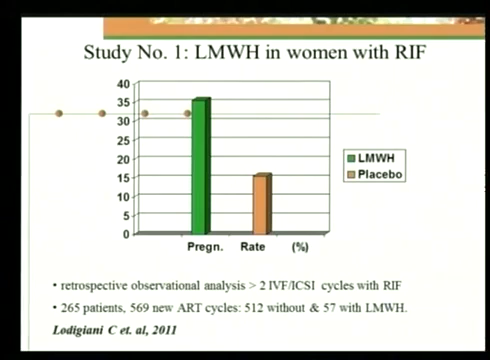 Study No. 1: LMWH in women with RIF
40
35
30
25
20
15
10
5
0
Pregn. Rate (%)
LMWH
Placebo
• retrospective observational analysis > 2 IVF/ICSI cycles with RIF
• 265 patients, 569 new ART cycles: 512 without & 57 with LMWH.
Lodigiani C et. al, 2011